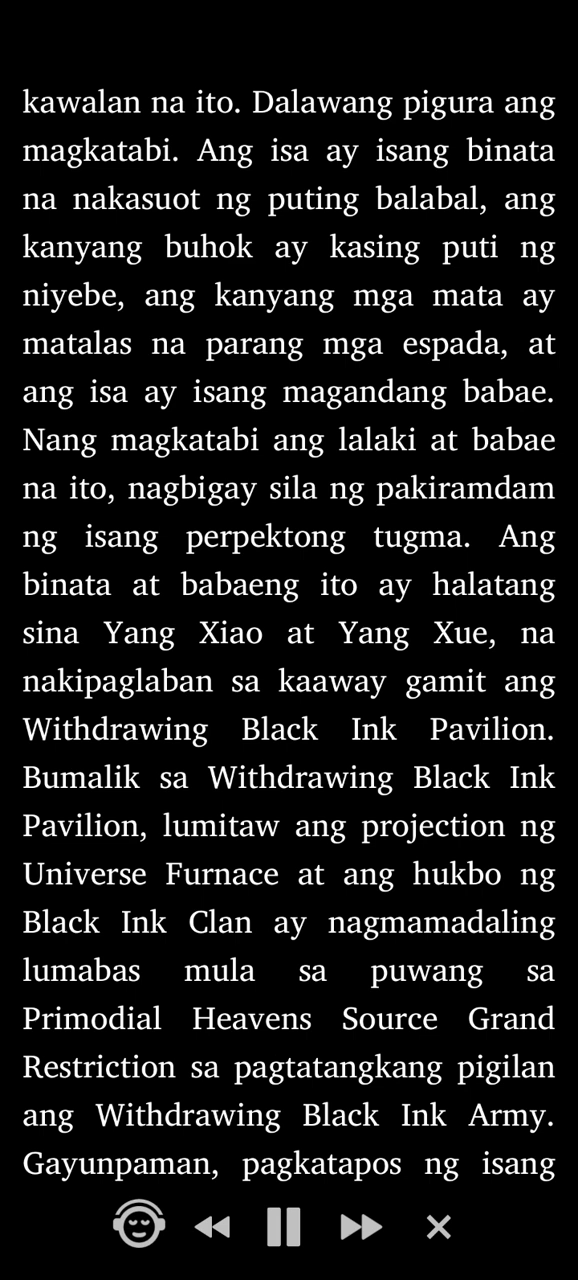 kawalan na ito. Dalawang pigura ang
magkatabi. Ang isa ay isang binata
na nakasuot ng puting balabal, ang
kanyang buhok ay kasing puti ng
niyebe, ang kanyang mga mata ay
matalas na parang mga espada, at
ang isa ay isang magandang babae.
Nang magkatabi ang lalaki at babae
na ito, nagbigay sila ng pakiramdam
ng isang perpektong tugma. Ang
binata at babaeng ito ay halatang
sina Yang Xiao at Yang Xue, na
nakipaglaban sa kaaway gamit ang
Withdrawing Black Ink Pavilion.
Bumalik sa Withdrawing Black Ink
Pavilion, lumitaw ang projection ng
Universe Furnace at ang hukbo ng
Black Ink Clan ay nagmamadaling
lumabas mula sa puwang sa
Primodial Heavens Source Grand
Restriction sa pagtatangkang pigilan
ang Withdrawing Black Ink Army.
Gayunpaman, pagkatapos ng isang